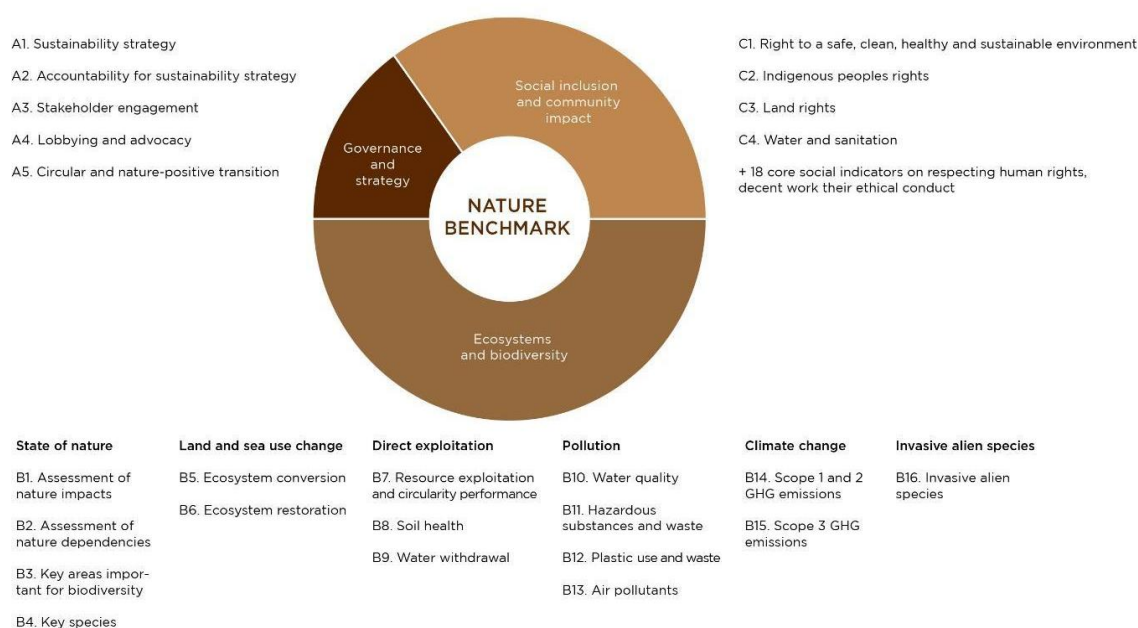 A1. Sustainability strategy
A2. Accountability for sustainability strategy
A3. Stakeholder engagement
A4. Lobbying and advocacy
A5. Circular and nature-positive transition
Governance
and
strategy
Social inclusion
and community
impact
NATURE
BENCHMARK
Ecosystems
and biodiversity
C1. Right to a safe, clean, healthy and sustainable environment
C2. Indigenous peoples rights
C3. Land rights
C4. Water and sanitation
+ 18 core social indicators on respecting human rights,
decent work their ethical conduct
State of nature
B1. Assessment of
nature impacts
B2. Assessment of
nature dependencies
B3. Key areas impor-
tant for biodiversity
B4. Key species
Land and sea use change
B5. Ecosystem conversion
B6. Ecosystem restoration
Direct exploitation
B7. Resource exploitation
and circularity performance
B8. Soil health
B9. Water withdrawal
Pollution
B10. Water quality
B11. Hazardous
substances and waste
B12. Plastic use and waste
B13. Air pollutants
Climate change
B14. Scope 1 and 2
GHG emissions
B15. Scope 3 GHG
emissions
Invasive alien species
B16. Invasive alien
species